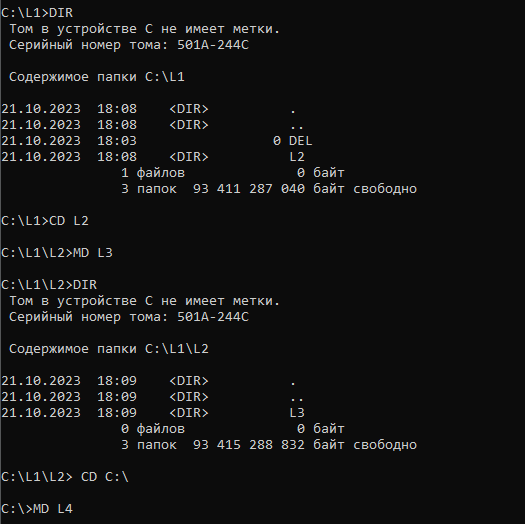 C:\L1>DIR
 Том в устройстве C не имеет метки.
 Серийный номер тома: 501A-244C

 Содержимое папки C:\L1

21.10.2023  18:08    <DIR>          .
21.10.2023  18:08    <DIR>          ..
21.10.2023  18:03                 0 DEL
21.10.2023  18:08    <DIR>          L2
               1 файлов              0 байт
               3 папок  93 411 287 040 байт свободно

C:\L1>CD L2

C:\L1\L2>MD L3

C:\L1\L2>DIR
 Том в устройстве C не имеет метки.
 Серийный номер тома: 501A-244C

 Содержимое папки C:\L1\L2

21.10.2023  18:09    <DIR>          .
21.10.2023  18:09    <DIR>          ..
21.10.2023  18:09    <DIR>          L3
               0 файлов              0 байт
               3 папок  93 415 288 832 байт свободно

C:\L1\L2> CD C:\

C:\>MD L4